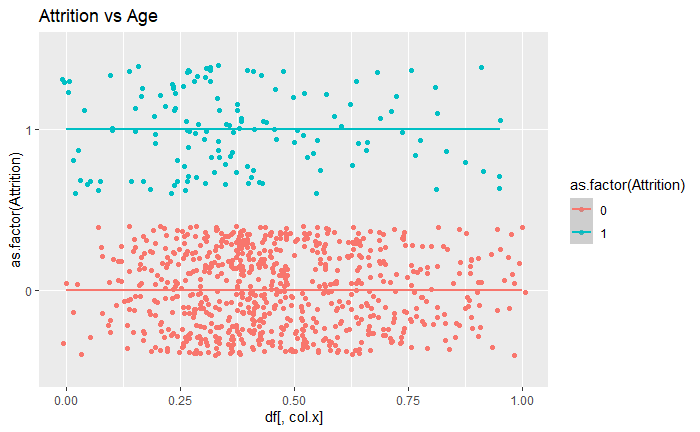 Attrition vs Age
as.factor(Attrition)
1
0
0.00 0.25 0.50 0.75 1.00
df[, col.x]
as.factor(Attrition)
0
1